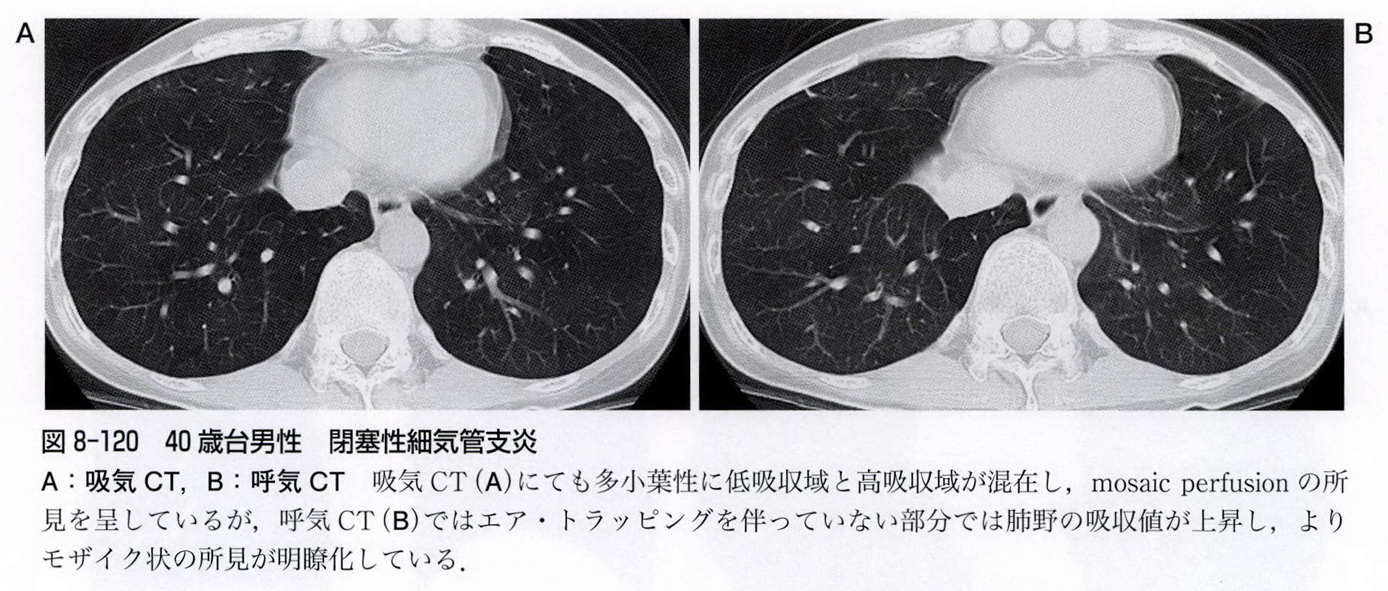 A
B
図 8-120 40 歳台男性 閉塞性細気管支炎
A：吸気 CT，B：呼気 CT 吸気 CT（A）にても多小葉性に低吸収域と高吸収域が混在し，mosaic perfusion の所
見を呈しているが，呼気 CT（B）ではエア・トラッピングを伴っていない部分では肺野の吸収値が上昇し，より
モザイク状の所見が明瞭化している．